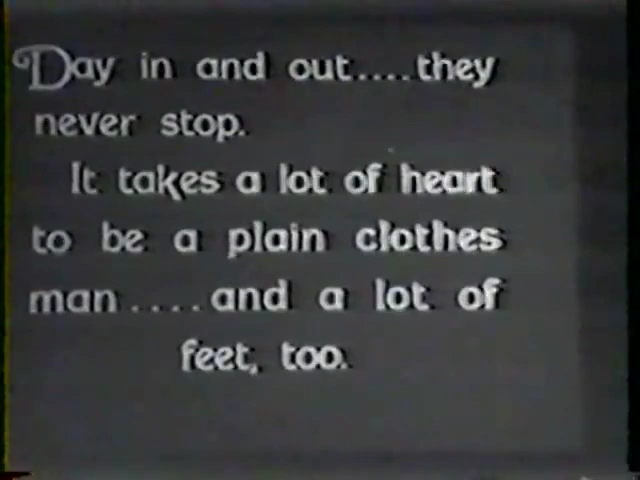 Day in and out....they
never stop.
It takes a lot of heart
to be a plain clothes
man....and a lot of
feet, too.